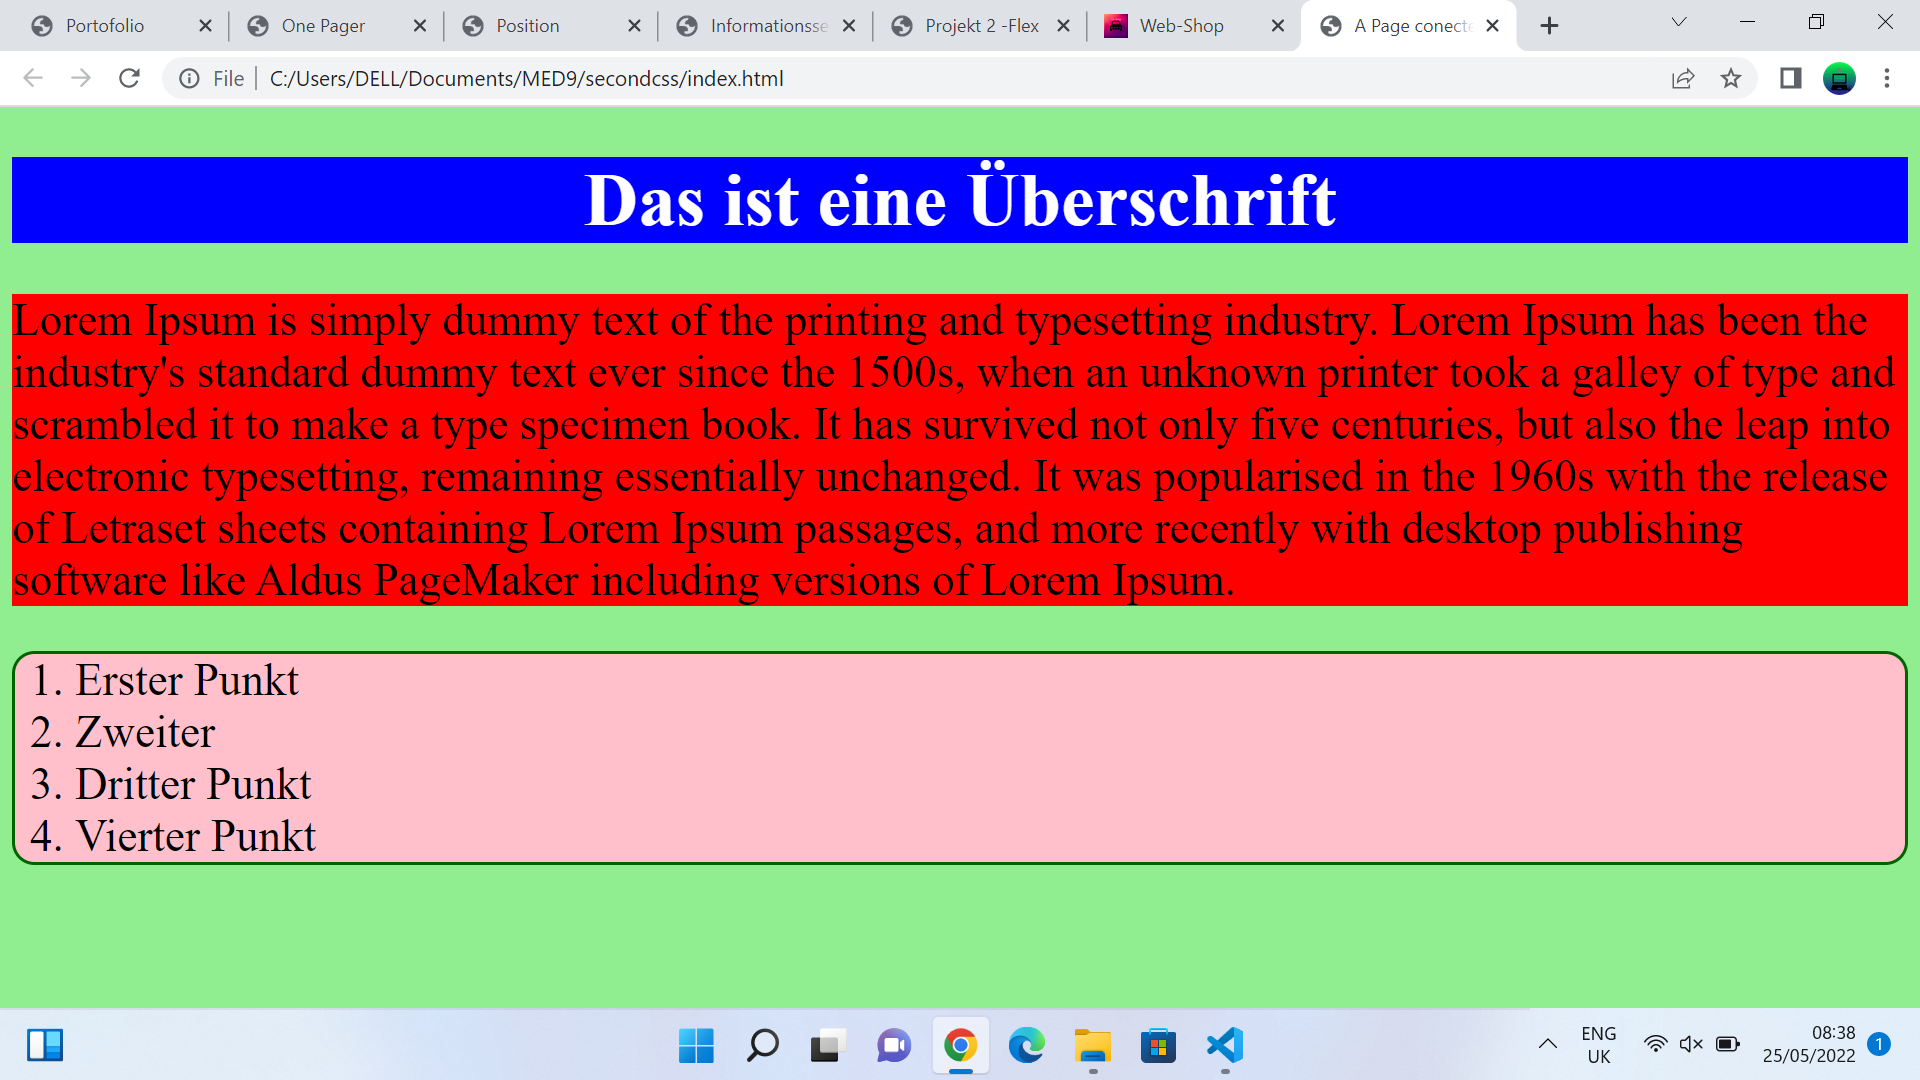 Portofolio
One Pager
Position
Informationsse
Projekt 2 -Flex
Web-Shop
A Page conecte
File
C:/Users/DELL/Documents/MED9/secondcss/index.html
Das ist eine Überschrift
Lorem Ipsum is simply dummy text of the printing and typesetting industry. Lorem Ipsum has been the
industry's standard dummy text ever since the 1500s, when an unknown printer took a galley of type and
scrambled it to make a type specimen book. It has survived not only five centuries, but also the leap into
electronic typesetting, remaining essentially unchanged. It was popularised in the 1960s with the release
of Letraset sheets containing Lorem Ipsum passages, and more recently with desktop publishing
software like Aldus PageMaker including versions of Lorem Ipsum.
1. Erster Punkt
2. Zweiter
3. Dritter Punkt
4. Vierter Punkt
ENG
UK
08:38
25/05/2022
1